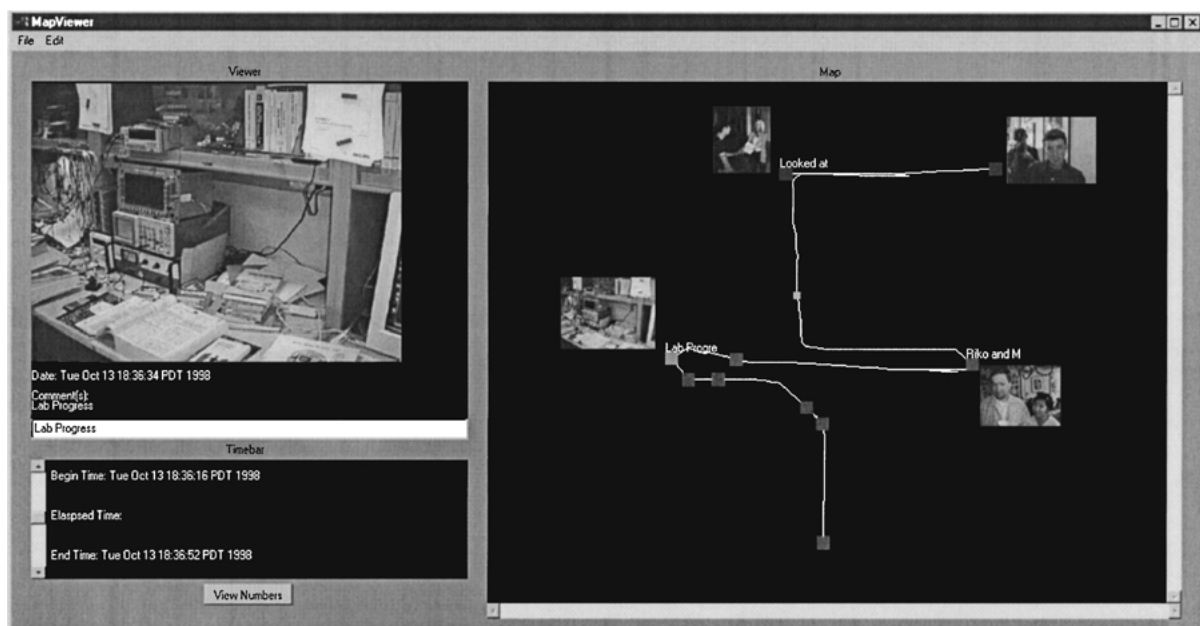 MapViewer
File Edit
Viewer
Date: Tue Oct 13 18:36:34 PDT 1998
Comment(s):
Lab Progress
Lab Progress
Timebar
Begin Time: Tue Oct 13 18:36:16 PDT 1998
Elaspsed Time:
End Time: Tue Oct 13 18:36:52 PDT 1998
View Numbers
Map
Looked at
Lab Progre
Riko and M